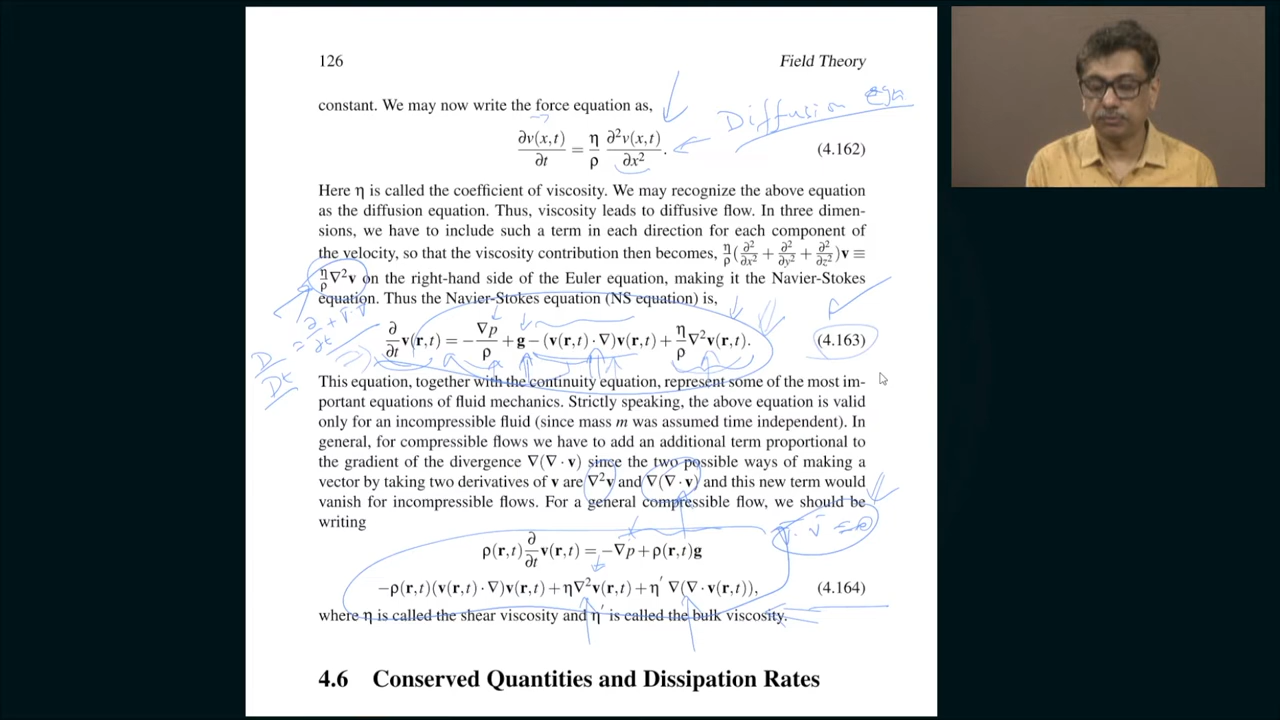 126 Field Theory
constant. We may now write the force equation as,
Diffusion eqn
∂v(x,t)/∂t = η/ρ ∂²v(x,t)/∂x². (4.162)
Here η is called the coefficient of viscosity. We may recognize the above equation
as the diffusion equation. Thus, viscosity leads to diffusive flow. In three dimen-
sions, we have to include such a term in each direction for each component of
the velocity, so that the viscosity contribution then becomes, η/ρ(∂²/∂x² + ∂²/∂y² + ∂²/∂z²)v ≡
η/ρ∇²v on the right-hand side of the Euler equation, making it the Navier-Stokes
equation. Thus the Navier-Stokes equation (NS equation) is,
D/Dt = ∂/∂t + v̄·∇̄
∂/∂t v(r,t) = −∇p/ρ + g − (v(r,t)·∇)v(r,t) + η/ρ∇²v(r,t). (4.163)
This equation, together with the continuity equation, represent some of the most im-
portant equations of fluid mechanics. Strictly speaking, the above equation is valid
only for an incompressible fluid (since mass m was assumed time independent). In
general, for compressible flows we have to add an additional term proportional to
the gradient of the divergence ∇(∇·v) since the two possible ways of making a
vector by taking two derivatives of v are ∇²v and ∇(∇·v) and this new term would
vanish for incompressible flows. For a general compressible flow, we should be
writing
ρ(r,t)∂/∂t v(r,t) = −∇p + ρ(r,t)g
−ρ(r,t)(v(r,t)·∇)v(r,t) + η∇²v(r,t) + η′ ∇(∇·v(r,t)), (4.164)
where η is called the shear viscosity and η′ is called the bulk viscosity.
4.6 Conserved Quantities and Dissipation Rates